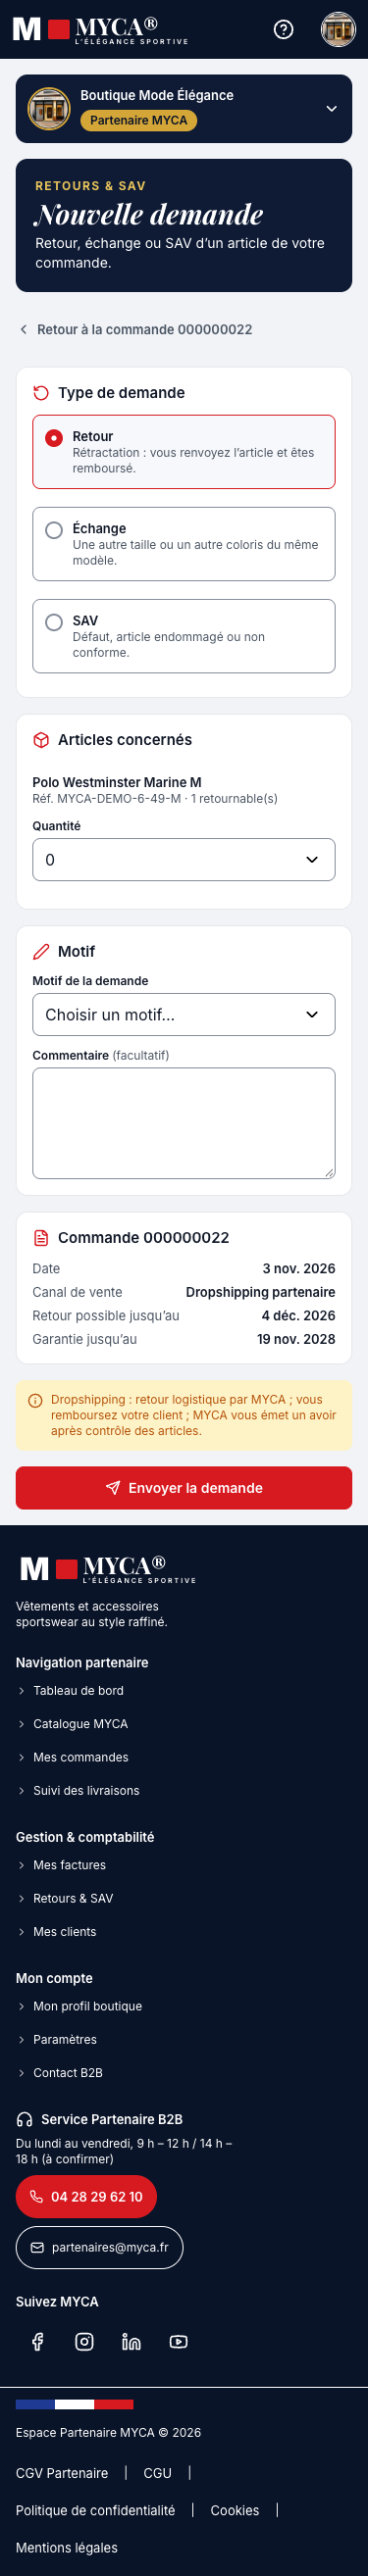 M MYCA®
L'ÉLÉGANCE SPORTIVE
Boutique Mode Élégance
Partenaire MYCA
RETOURS & SAV
Nouvelle demande
Retour, échange ou SAV d’un article de votre
commande.
Retour à la commande 000000022
Type de demande
Retour
Rétractation : vous renvoyez l’article et êtes
remboursé.
Échange
Une autre taille ou un autre coloris du même
modèle.
SAV
Défaut, article endommagé ou non
conforme.
Articles concernés
Polo Westminster Marine M
Réf. MYCA-DEMO-6-49-M · 1 retournable(s)
Quantité
0
Motif
Motif de la demande
Choisir un motif…
Commentaire (facultatif)
Commande 000000022
Date 3 nov. 2026
Canal de vente Dropshipping partenaire
Retour possible jusqu’au 4 déc. 2026
Garantie jusqu’au 19 nov. 2028
Dropshipping : retour logistique par MYCA ; vous
remboursez votre client ; MYCA vous émet un avoir
après contrôle des articles.
Envoyer la demande
M MYCA®
L'ÉLÉGANCE SPORTIVE
Vêtements et accessoires
sportswear au style raffiné.
Navigation partenaire
Tableau de bord
Catalogue MYCA
Mes commandes
Suivi des livraisons
Gestion & comptabilité
Mes factures
Retours & SAV
Mes clients
Mon compte
Mon profil boutique
Paramètres
Contact B2B
Service Partenaire B2B
Du lundi au vendredi, 9 h – 12 h / 14 h –
18 h (à confirmer)
04 28 29 62 10
partenaires@myca.fr
Suivez MYCA
Espace Partenaire MYCA © 2026
CGV Partenaire | CGU |
Politique de confidentialité | Cookies |
Mentions légales